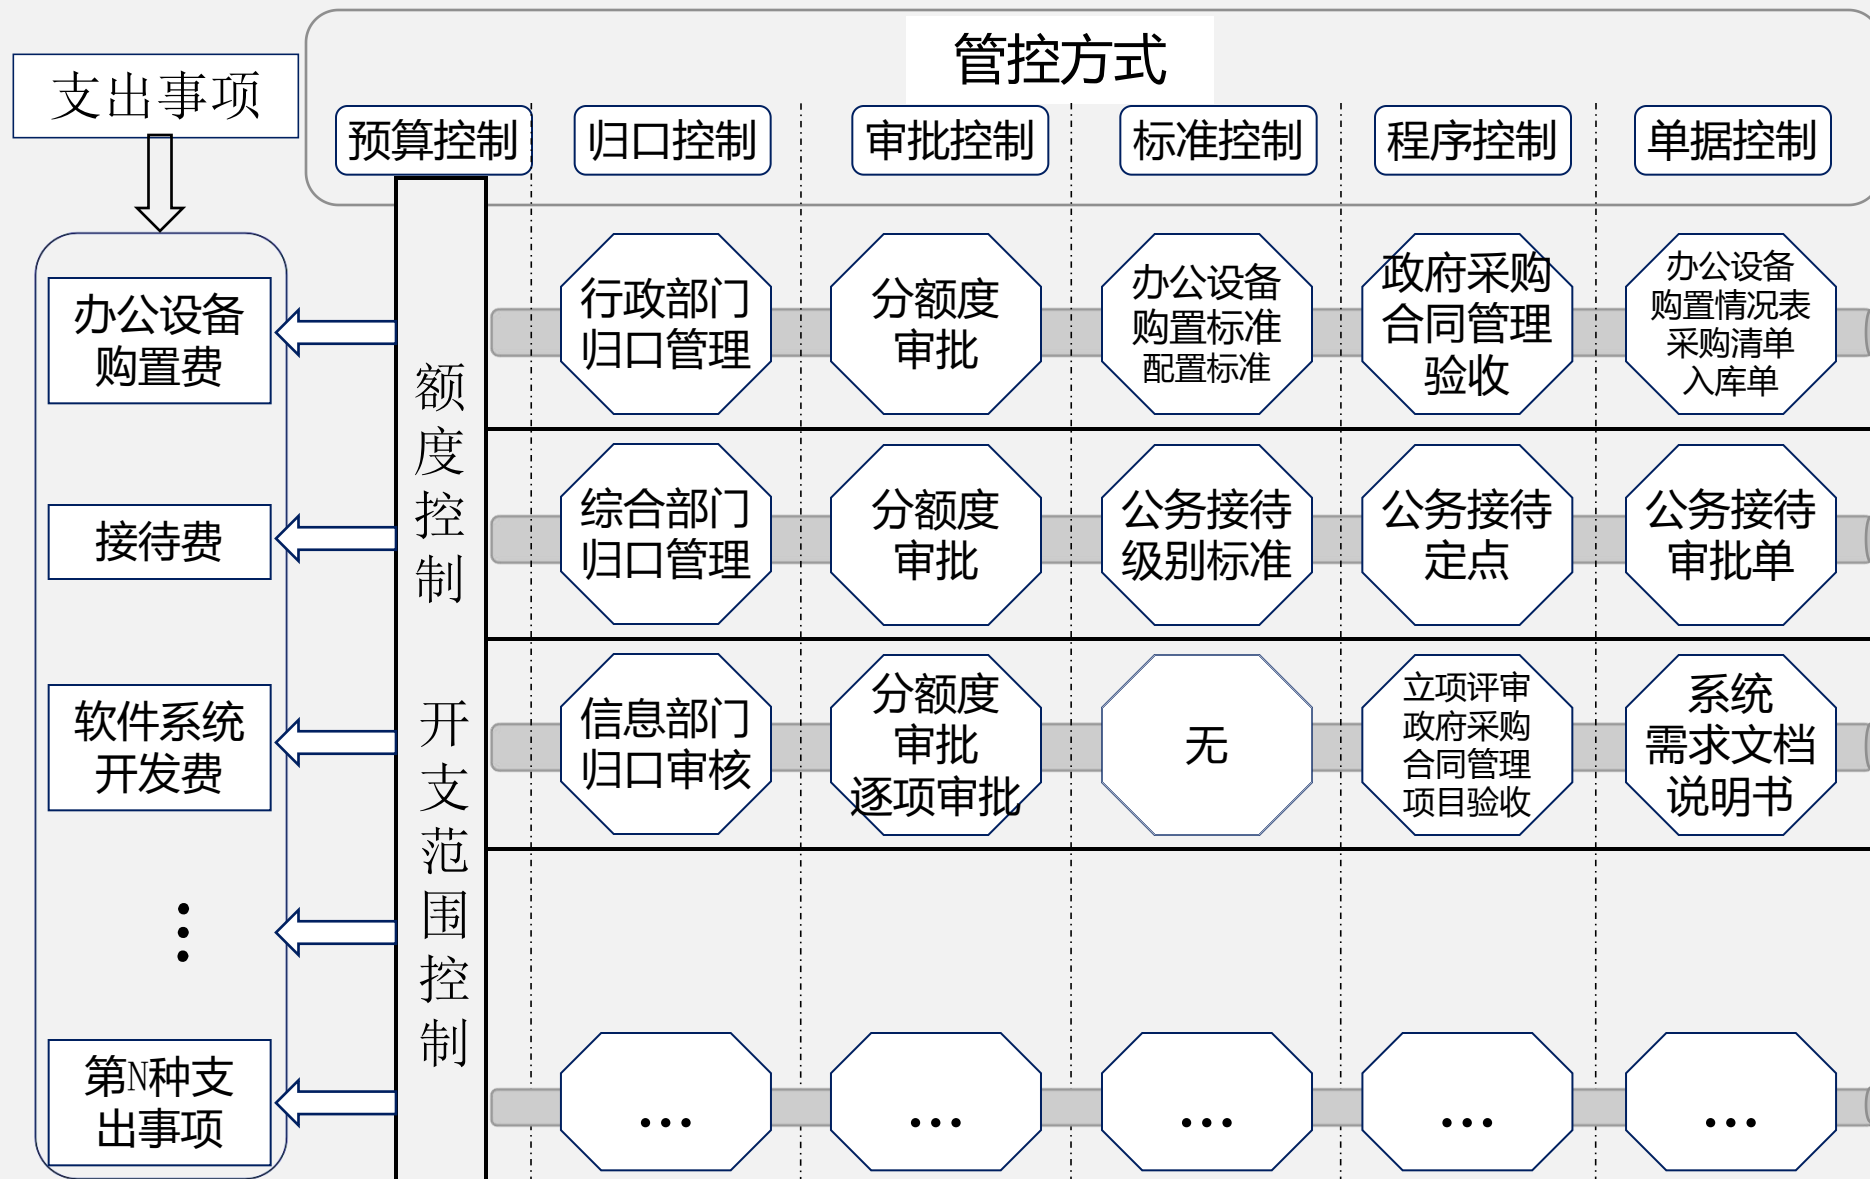 管控方式
支出事项
预算控制
归口控制
审批控制
标准控制
程序控制
单据控制
额度控制
开支范围控制
办公设备
购置费
行政部门
归口管理
分额度
审批
办公设备
购置标准
配置标准
政府采购
合同管理
验收
办公设备
购置情况表
采购清单
入库单
接待费
综合部门
归口管理
分额度
审批
公务接待
级别标准
公务接待
定点
公务接待
审批单
软件系统
开发费
信息部门
归口审核
分额度
审批
逐项审批
无
立项评审
政府采购
合同管理
项目验收
系统
需求文档
说明书
⋮
第N种支
出事项
…
…
…
…
…